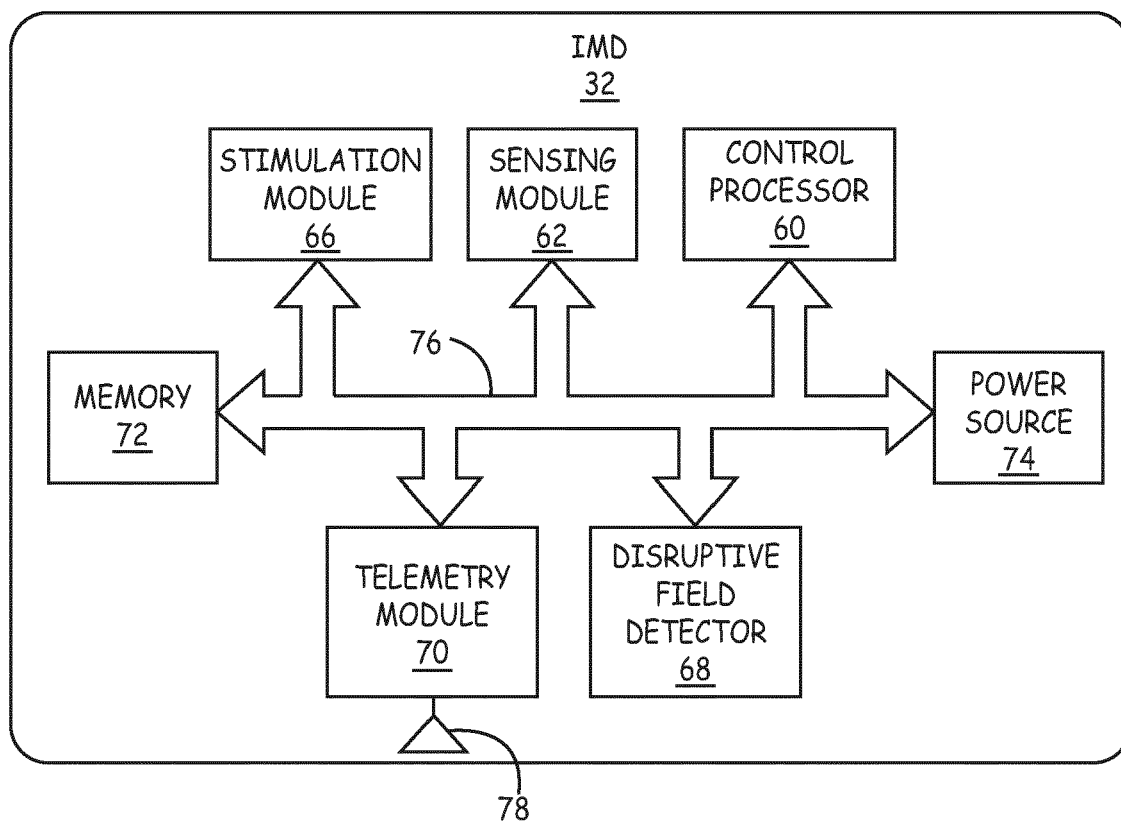 IMD
32
STIMULATION
MODULE
66
SENSING
MODULE
62
CONTROL
PROCESSOR
60
76
MEMORY
72
POWER
SOURCE
74
TELEMETRY
MODULE
70
DISRUPTIVE
FIELD
DETECTOR
68
78